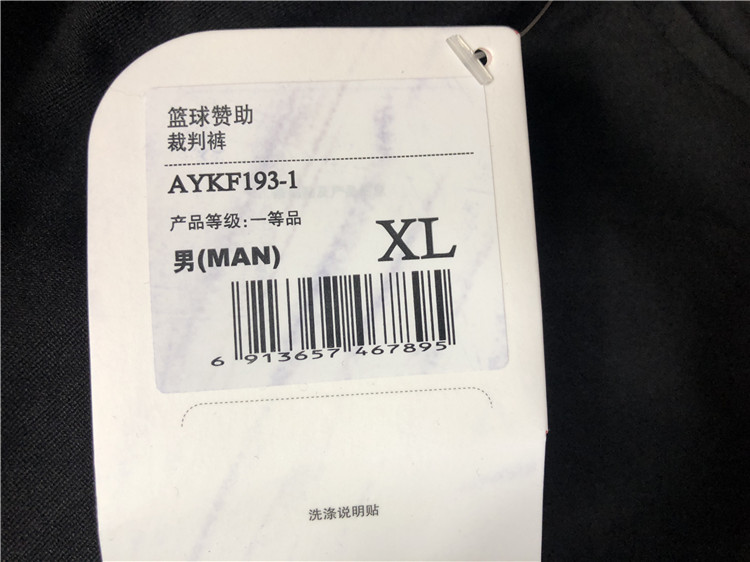 篮球赞助
裁判裤
AYKF193-1
产品等级:一等品
男(MAN)
XL
6 913657 467895
洗涤说明贴